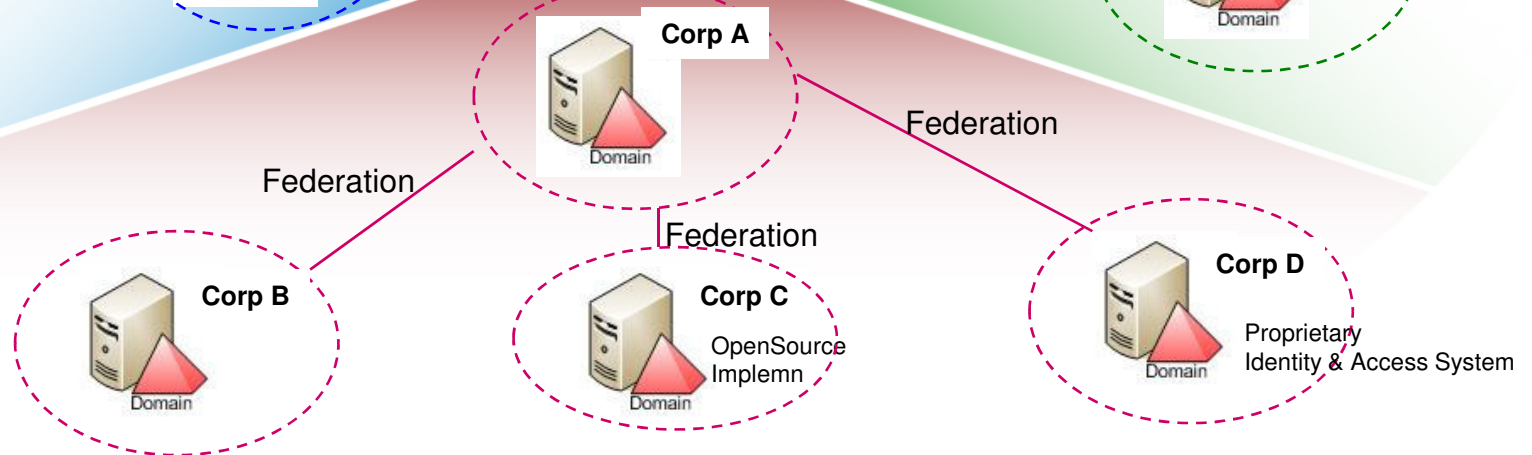 Domain
Corp A
Domain
Federation
Federation
Federation
Corp B
Domain
Corp C
OpenSource
Implemn
Domain
Corp D
Proprietary
Identity & Access System
Domain